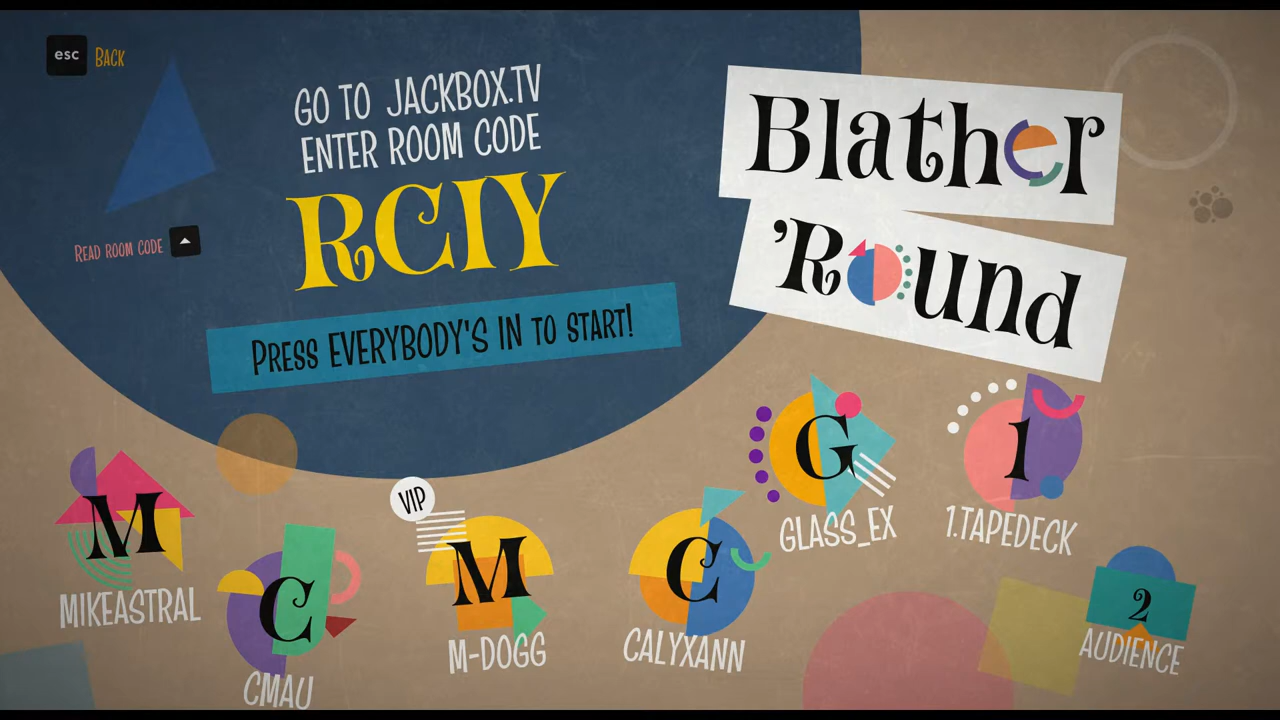 esc BACK
GO TO JACKBOX.TV
ENTER ROOM CODE
RCIY
READ ROOM CODE
PRESS EVERYBODY'S IN TO START!
Blather
'Round
M
MIKEASTRAL
C
CMAU
VIP
M
M-DOGG
C
CALYXANN
G
GLASS_EX
1
1.TAPEDECK
2
AUDIENCE